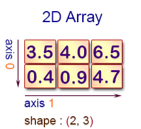 2D Array
axis 0
3.5 4.0 6.5
0.4 0.9 4.7
axis 1
shape : (2, 3)